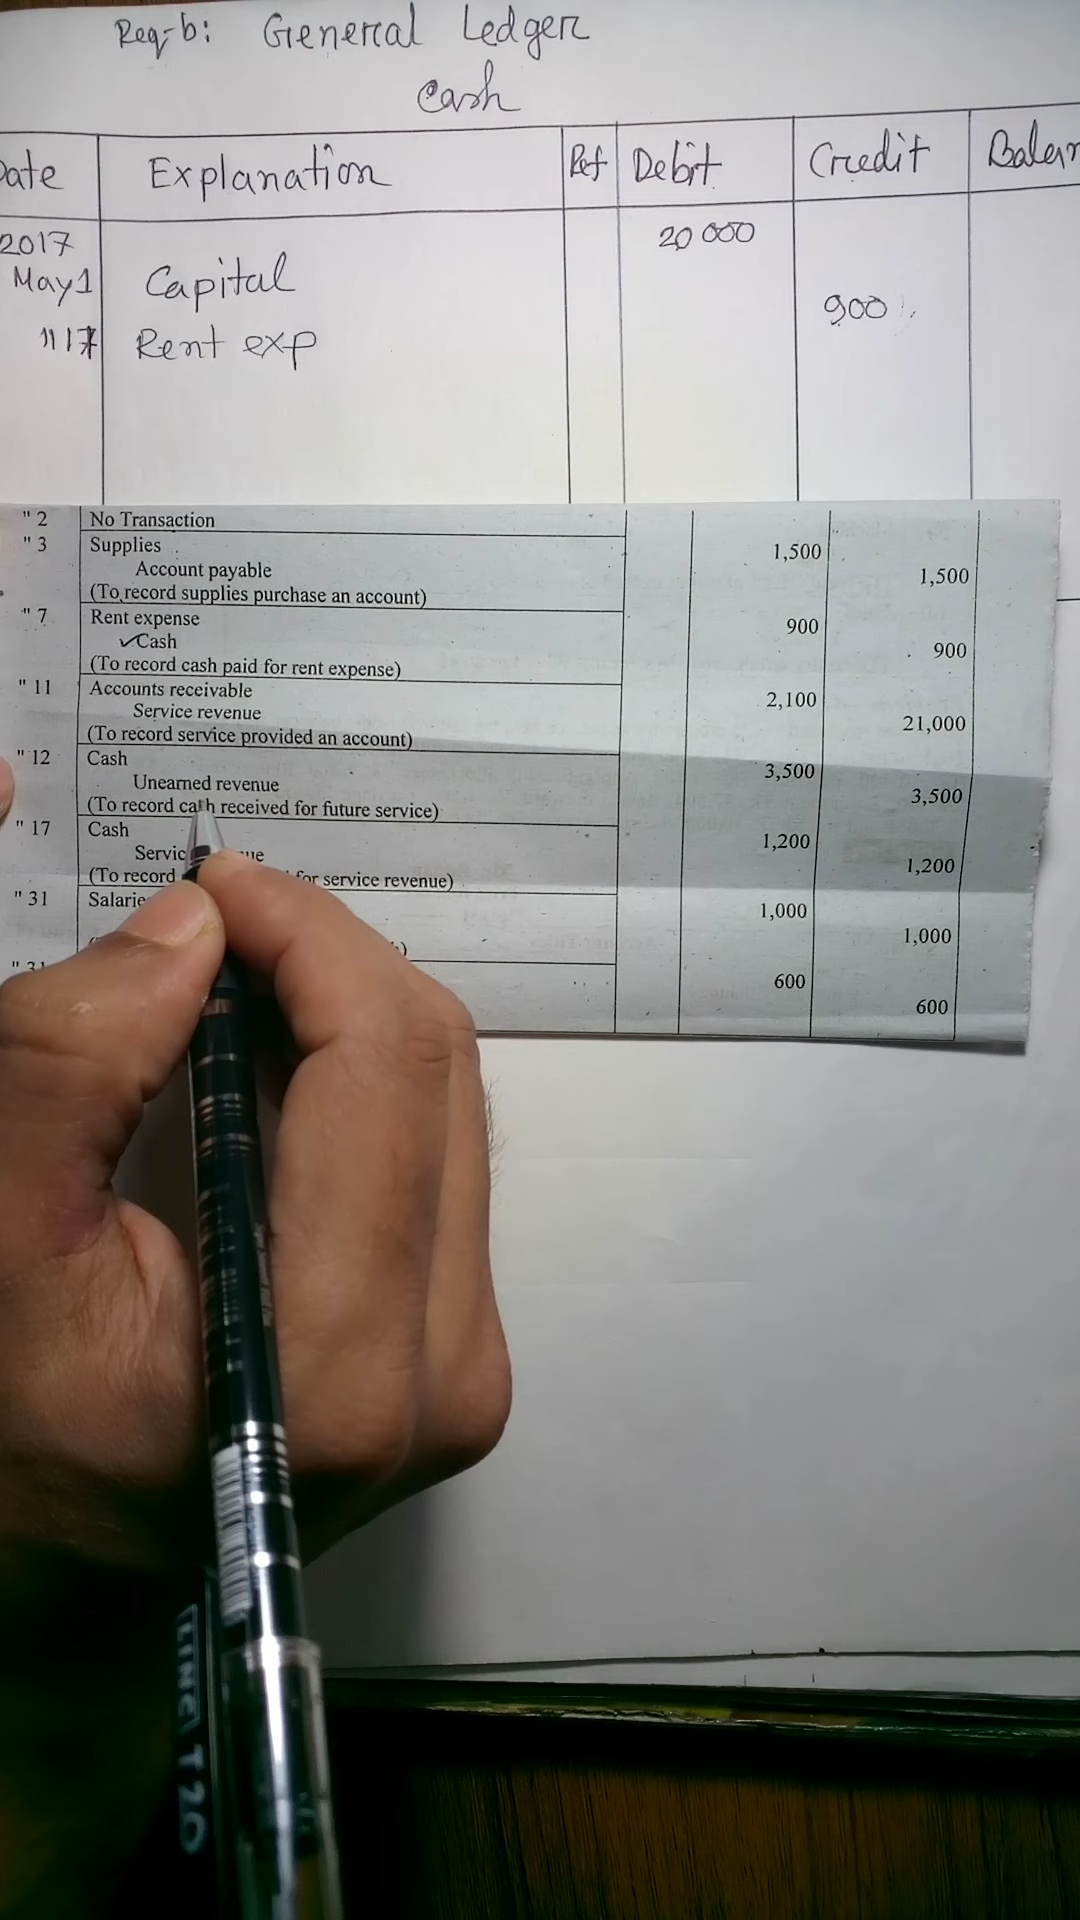 Req-b: General Ledger
Cash
Date Explanation Ref Debit Credit Balan
2017
May 1 Capital 20 000
11 17 Rent exp 900
" 2 No Transaction
" 3 Supplies 1,500
Account payable 1,500
(To record supplies purchase an account)
" 7 Rent expense 900
✓Cash 900
(To record cash paid for rent expense)
" 11 Accounts receivable 2,100
Service revenue 21,000
(To record service provided an account)
" 12 Cash 3,500
Unearned revenue 3,500
(To record cash received for future service)
" 17 Cash 1,200
Servic ue 1,200
(To record for service revenue)
" 31 Salarie 1,000
1,000
600
600
LINC T20